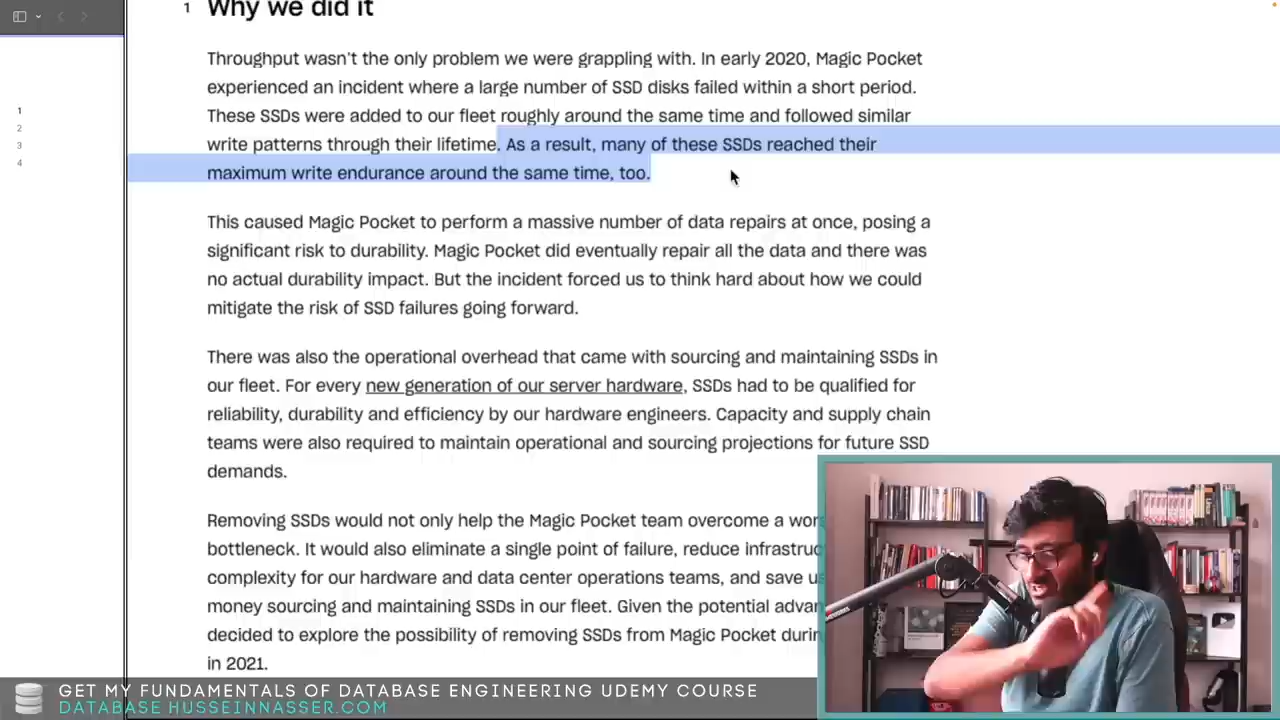 1
Why we did it
Throughput wasn't the only problem we were grappling with. In early 2020, Magic Pocket
experienced an incident where a large number of SSD disks failed within a short period.
These SSDs were added to our fleet roughly around the same time and followed similar
write patterns through their lifetime. As a result, many of these SSDs reached their
maximum write endurance around the same time, too.
This caused Magic Pocket to perform a massive number of data repairs at once, posing a
significant risk to durability. Magic Pocket did eventually repair all the data and there was
no actual durability impact. But the incident forced us to think hard about how we could
mitigate the risk of SSD failures going forward.
There was also the operational overhead that came with sourcing and maintaining SSDs in
our fleet. For every new generation of our server hardware, SSDs had to be qualified for
reliability, durability and efficiency by our hardware engineers. Capacity and supply chain
teams were also required to maintain operational and sourcing projections for future SSD
demands.
Removing SSDs would not only help the Magic Pocket team overcome a
bottleneck. It would also eliminate a single point of failure, reduce
complexity for our hardware and data center operations teams, and save
money sourcing and maintaining SSDs in our fleet. Given the potential
decided to explore the possibility of removing SSDs from Magic Pocket
in 2021.
1
2
3
4
GET MY FUNDAMENTALS OF DATABASE ENGINEERING UDEMY COURSE
DATABASE.HUSSEINNASSER.COM